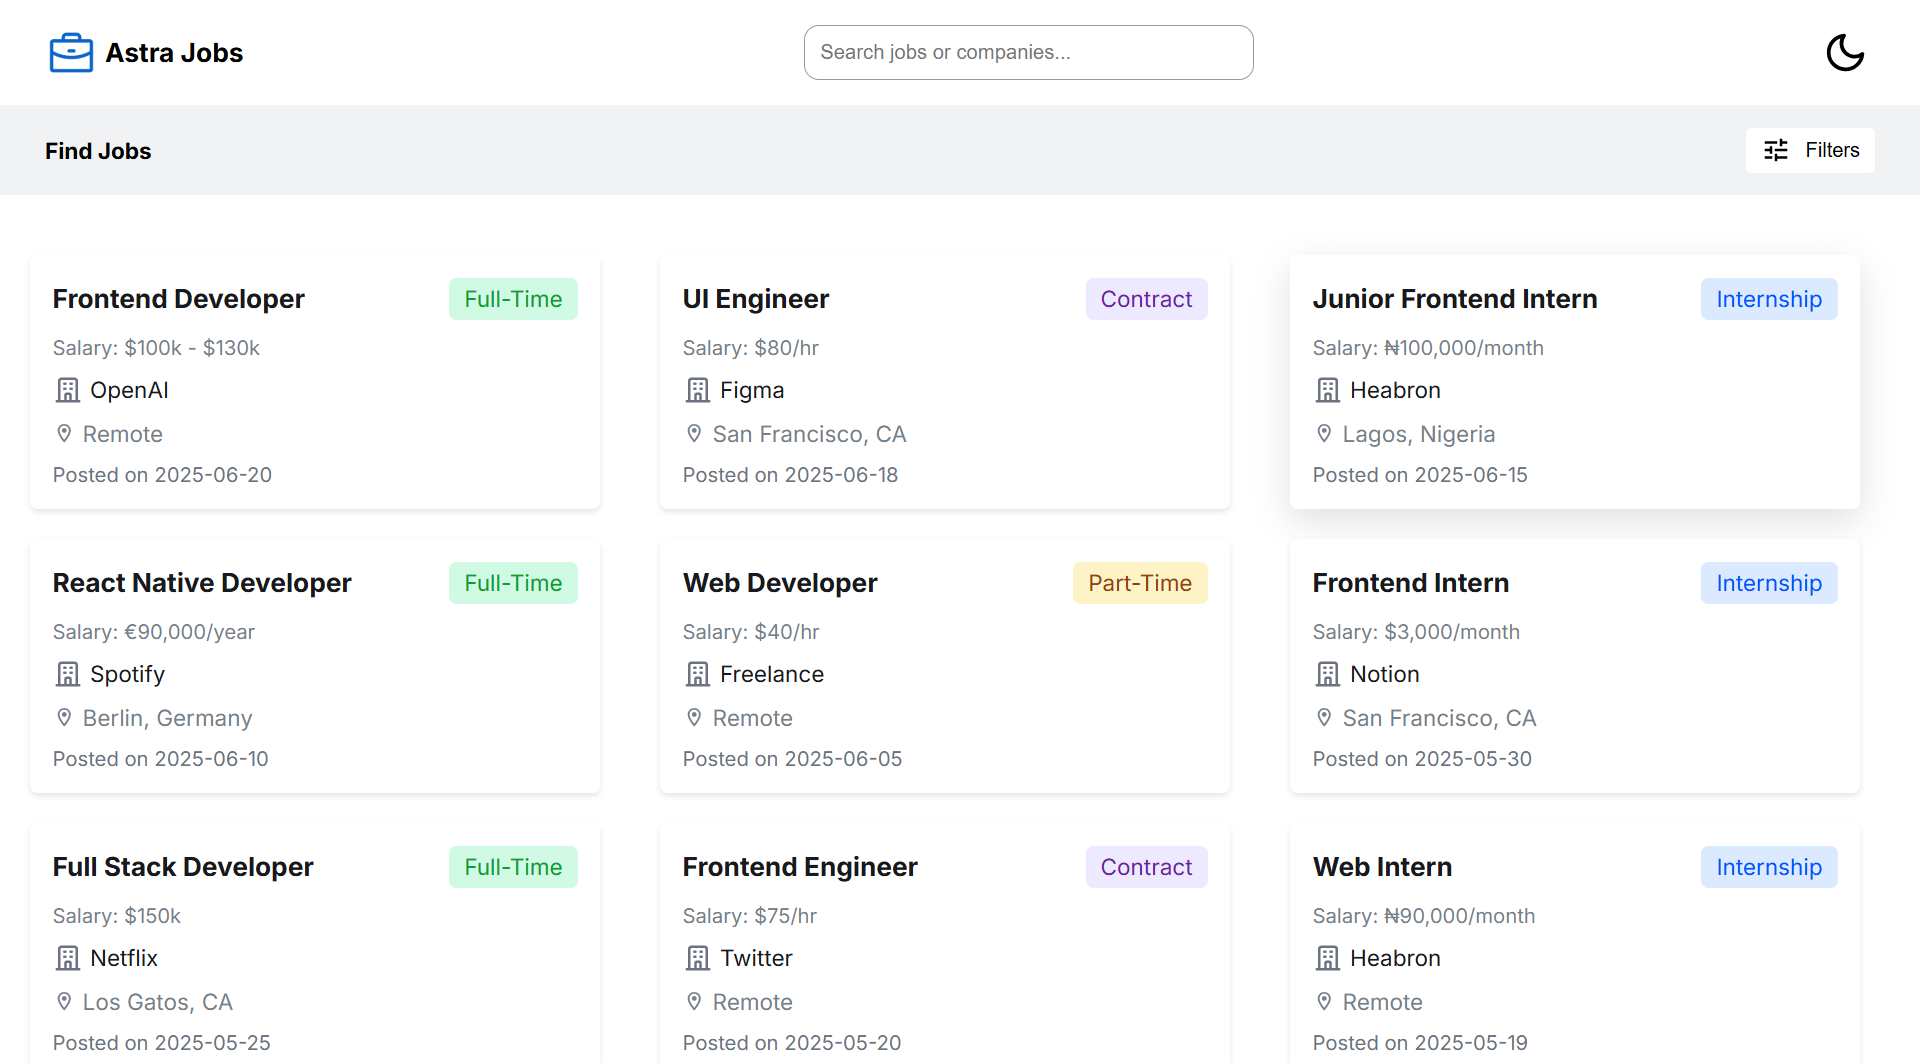 Astra Jobs
Search jobs or companies...
Find Jobs
Filters
Frontend Developer
Full-Time
Salary: $100k - $130k
OpenAI
Remote
Posted on 2025-06-20
UI Engineer
Contract
Salary: $80/hr
Figma
San Francisco, CA
Posted on 2025-06-18
Junior Frontend Intern
Internship
Salary: ₦100,000/month
Heabron
Lagos, Nigeria
Posted on 2025-06-15
React Native Developer
Full-Time
Salary: €90,000/year
Spotify
Berlin, Germany
Posted on 2025-06-10
Web Developer
Part-Time
Salary: $40/hr
Freelance
Remote
Posted on 2025-06-05
Frontend Intern
Internship
Salary: $3,000/month
Notion
San Francisco, CA
Posted on 2025-05-30
Full Stack Developer
Full-Time
Salary: $150k
Netflix
Los Gatos, CA
Posted on 2025-05-25
Frontend Engineer
Contract
Salary: $75/hr
Twitter
Remote
Posted on 2025-05-20
Web Intern
Internship
Salary: ₦90,000/month
Heabron
Remote
Posted on 2025-05-19